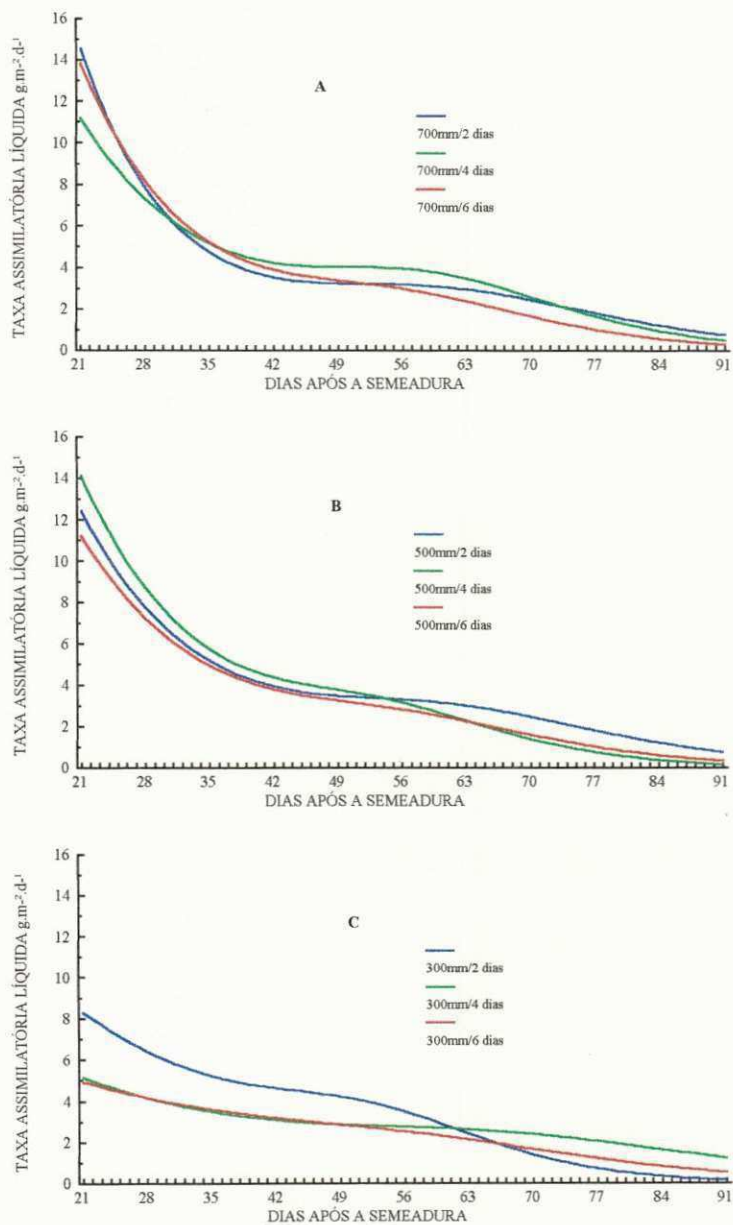 TAXA ASSIMILATÓRIA LÍQUIDA g.m-².d-¹
16
14
12
10
8
6
4
2
0
A
700mm/2 dias
700mm/4 dias
700mm/6 dias
21 28 35 42 49 56 63 70 77 84 91
DIAS APÓS A SEMEADURA
TAXA ASSIMILATÓRIA LÍQUIDA g.m-².d-¹
16
14
12
10
8
6
4
2
0
B
500mm/2 dias
500mm/4 dias
500mm/6 dias
21 28 35 42 49 56 63 70 77 84 91
DIAS APÓS A SEMEADURA
TAXA ASSIMILATÓRIA LÍQUIDA g.m-².d-¹
16
14
12
10
8
6
4
2
0
C
300mm/2 dias
300mm/4 dias
300mm/6 dias
21 28 35 42 49 56 63 70 77 84 91
DIAS APÓS A SEMEADURA